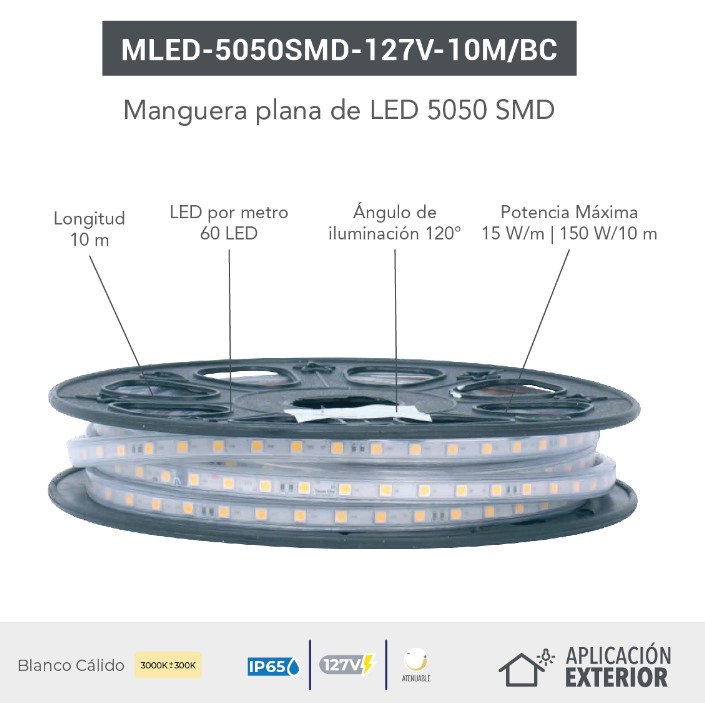 MLED-5050SMD-127V-10M/BC
Manguera plana de LED 5050 SMD
Longitud
10 m
LED por metro
60 LED
Ángulo de
iluminación 120°
Potencia Máxima
15 W/m | 150 W/10 m
Blanco Cálido
3000K±300K
IP65
127V
ATENUABLE
APLICACIÓN
EXTERIOR